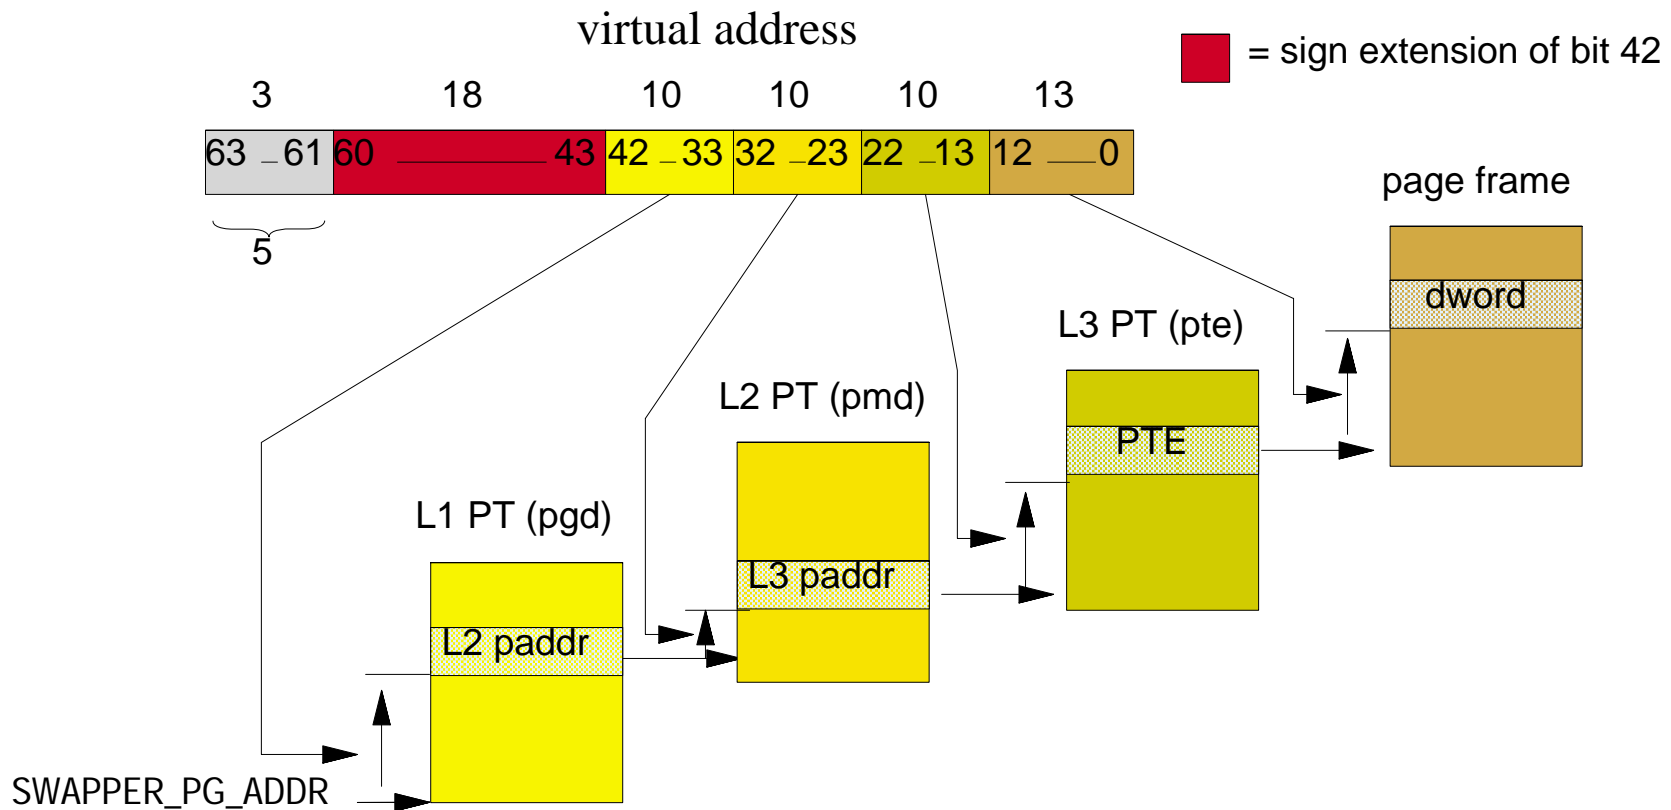 virtual address
= sign extension of bit 42
3 18 10 10 10 13
63 – 61 60 —— 43 42 – 33 32 – 23 22 – 13 12 — 0
5
page frame
dword
L3 PT (pte)
PTE
L2 PT (pmd)
L3 paddr
L1 PT (pgd)
L2 paddr
SWAPPER_PG_ADDR